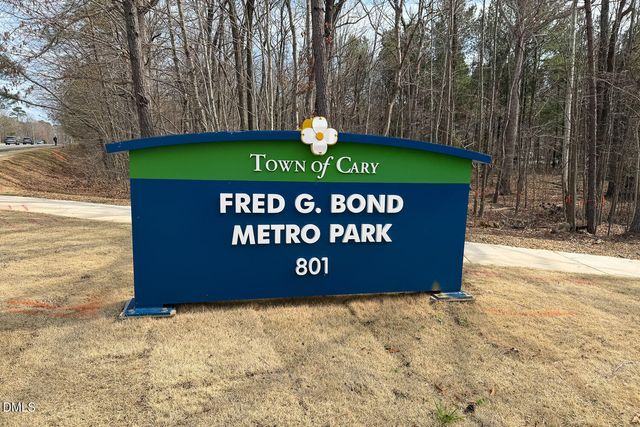 Town of Cary
FRED G. BOND
METRO PARK
801
DMLS